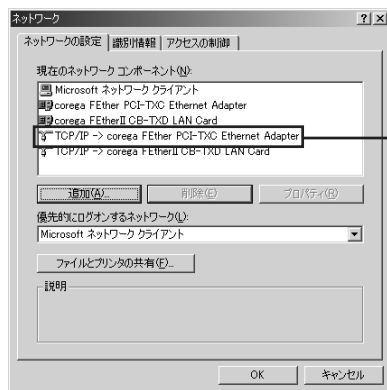 ネットワーク
ネットワークの設定 識別情報 アクセスの制御
現在のネットワーク コンポーネント(N):
Microsoft ネットワーク クライアント
corega FEther PCI-TXC Ethernet Adapter
corega FEtherII CB-TXD LAN Card
TCP/IP -> corega FEther PCI-TXC Ethernet Adapter
TCP/IP -> corega FEtherII CB-TXD LAN Card
追加(A)... 削除(E) プロパティ(R)
優先的にログオンするネットワーク(L):
Microsoft ネットワーク クライアント
ファイルとプリンタの共有(F)...
説明
OK キャンセル